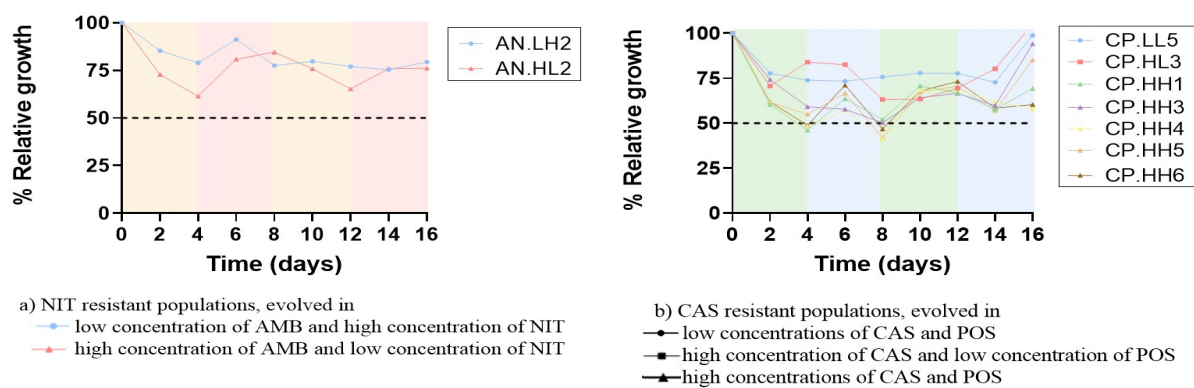 % Relative growth
100
75
50
25
0
0 2 4 6 8 10 12 14 16
Time (days)
AN.LH2
AN.HL2
a) NIT resistant populations, evolved in
low concentration of AMB and high concentration of NIT
high concentration of AMB and low concentration of NIT
% Relative growth
100
75
50
25
0
0 2 4 6 8 10 12 14 16
Time (days)
CP.LL5
CP.HL3
CP.HH1
CP.HH3
CP.HH4
CP.HH5
CP.HH6
b) CAS resistant populations, evolved in
low concentrations of CAS and POS
high concentration of CAS and low concentration of POS
high concentrations of CAS and POS